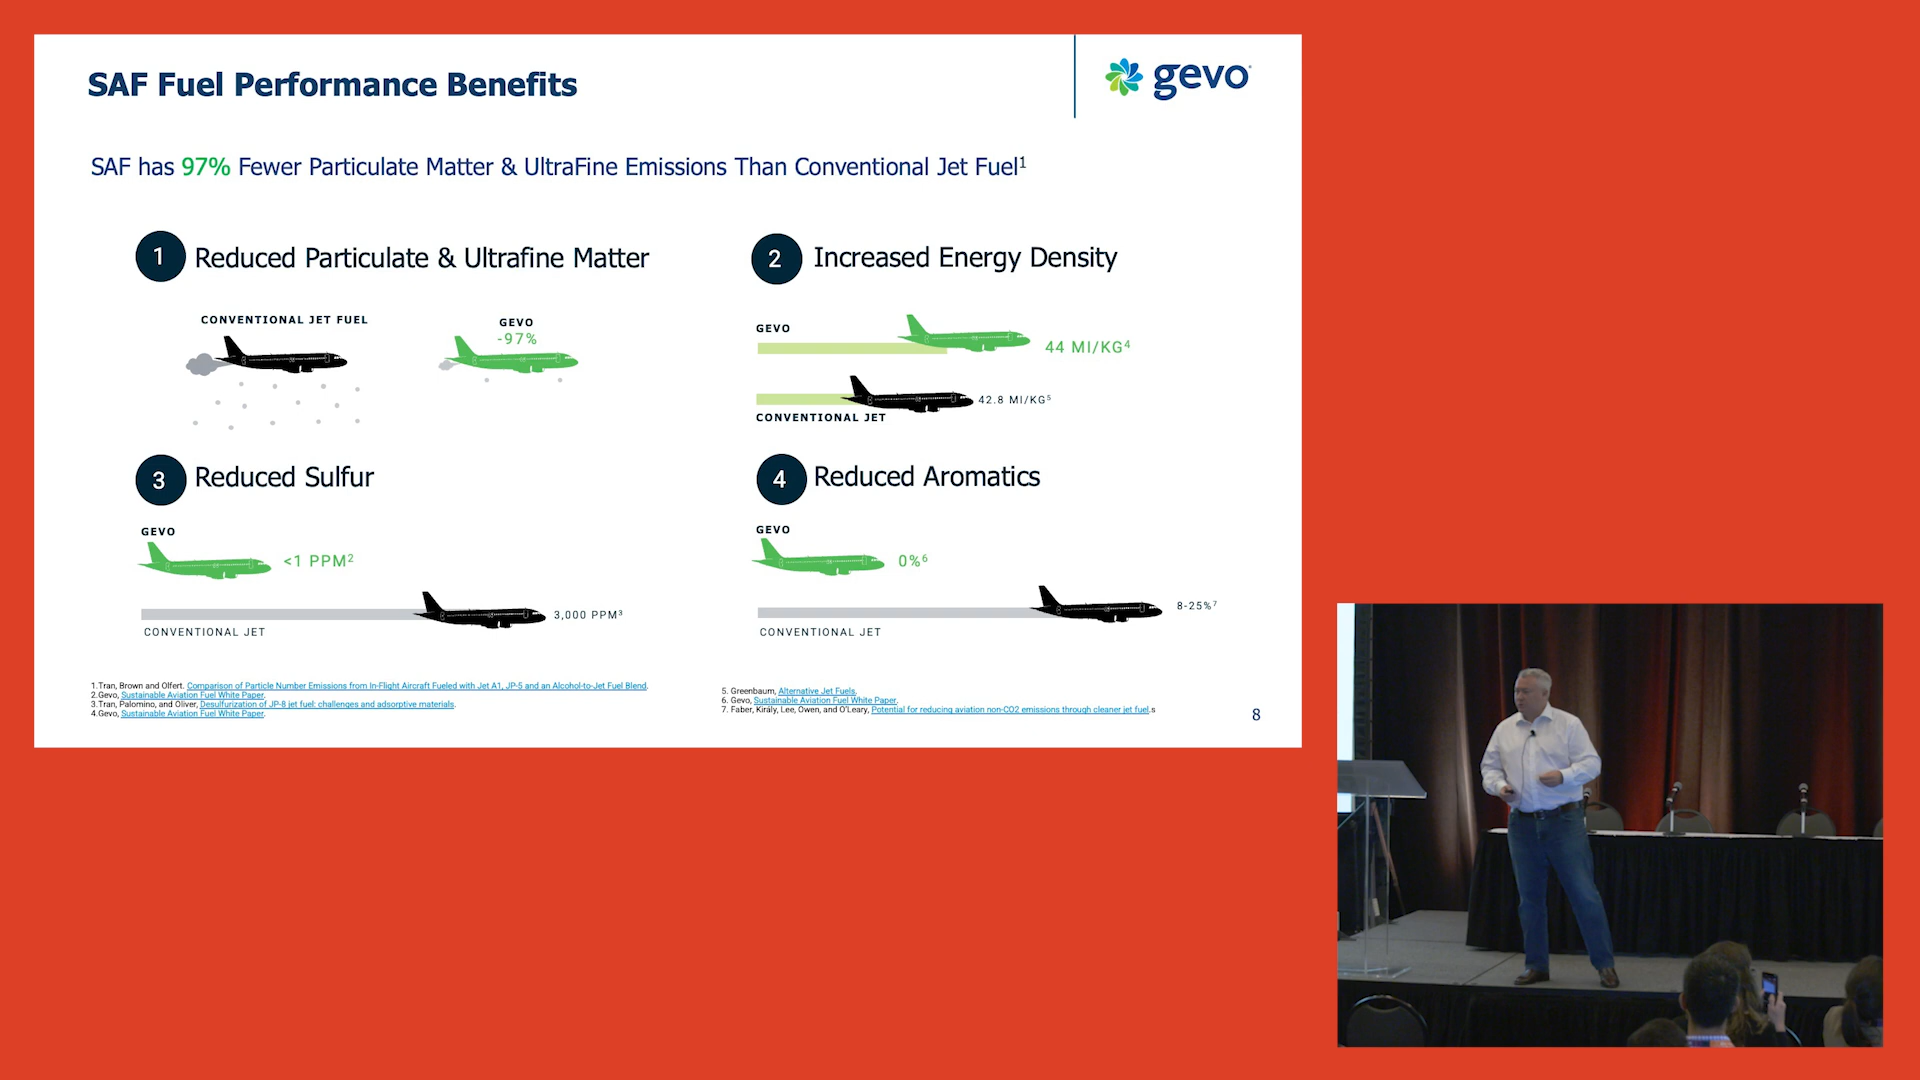 SAF Fuel Performance Benefits
gevo
SAF has 97% Fewer Particulate Matter & UltraFine Emissions Than Conventional Jet Fuel¹
1 Reduced Particulate & Ultrafine Matter
CONVENTIONAL JET FUEL
GEVO
-97%
2 Increased Energy Density
GEVO
44 MI/KG⁴
42.8 MI/KG⁵
CONVENTIONAL JET
3 Reduced Sulfur
GEVO
<1 PPM²
3,000 PPM³
CONVENTIONAL JET
4 Reduced Aromatics
GEVO
0%⁶
8-25%⁷
CONVENTIONAL JET
1.Tran, Brown and Olfert. Comparison of Particle Number Emissions from In-Flight Aircraft Fueled with Jet A1, JP-5 and an Alcohol-to-Jet Fuel Blend.
2.Gevo, Sustainable Aviation Fuel White Paper.
3.Tran, Palomino, and Oliver, Desulfurization of JP-8 jet fuel: challenges and adsorptive materials.
4.Gevo, Sustainable Aviation Fuel White Paper.
5. Greenbaum, Alternative Jet Fuels.
6. Gevo, Sustainable Aviation Fuel White Paper.
7. Faber, Király, Lee, Owen, and O'Leary, Potential for reducing aviation non-CO2 emissions through cleaner jet fuel.s
8